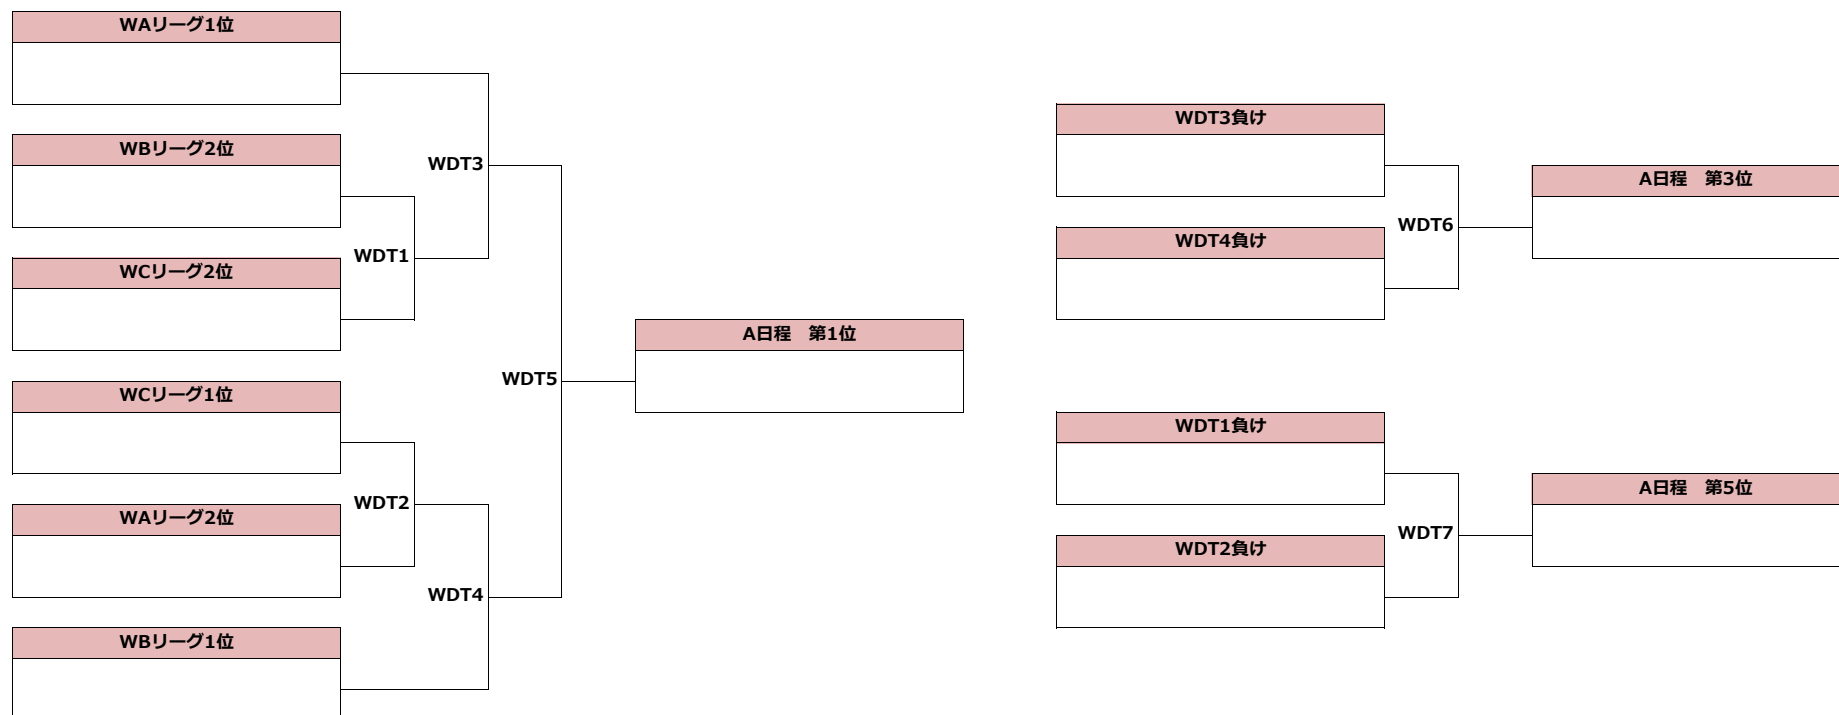 WAリーグ1位
WBリーグ2位
WDT3
WDT1
WCリーグ2位
A日程　第1位
WDT5
WCリーグ1位
WDT2
WAリーグ2位
WDT4
WBリーグ1位
WDT3負け
A日程　第3位
WDT6
WDT4負け
WDT1負け
A日程　第5位
WDT7
WDT2負け